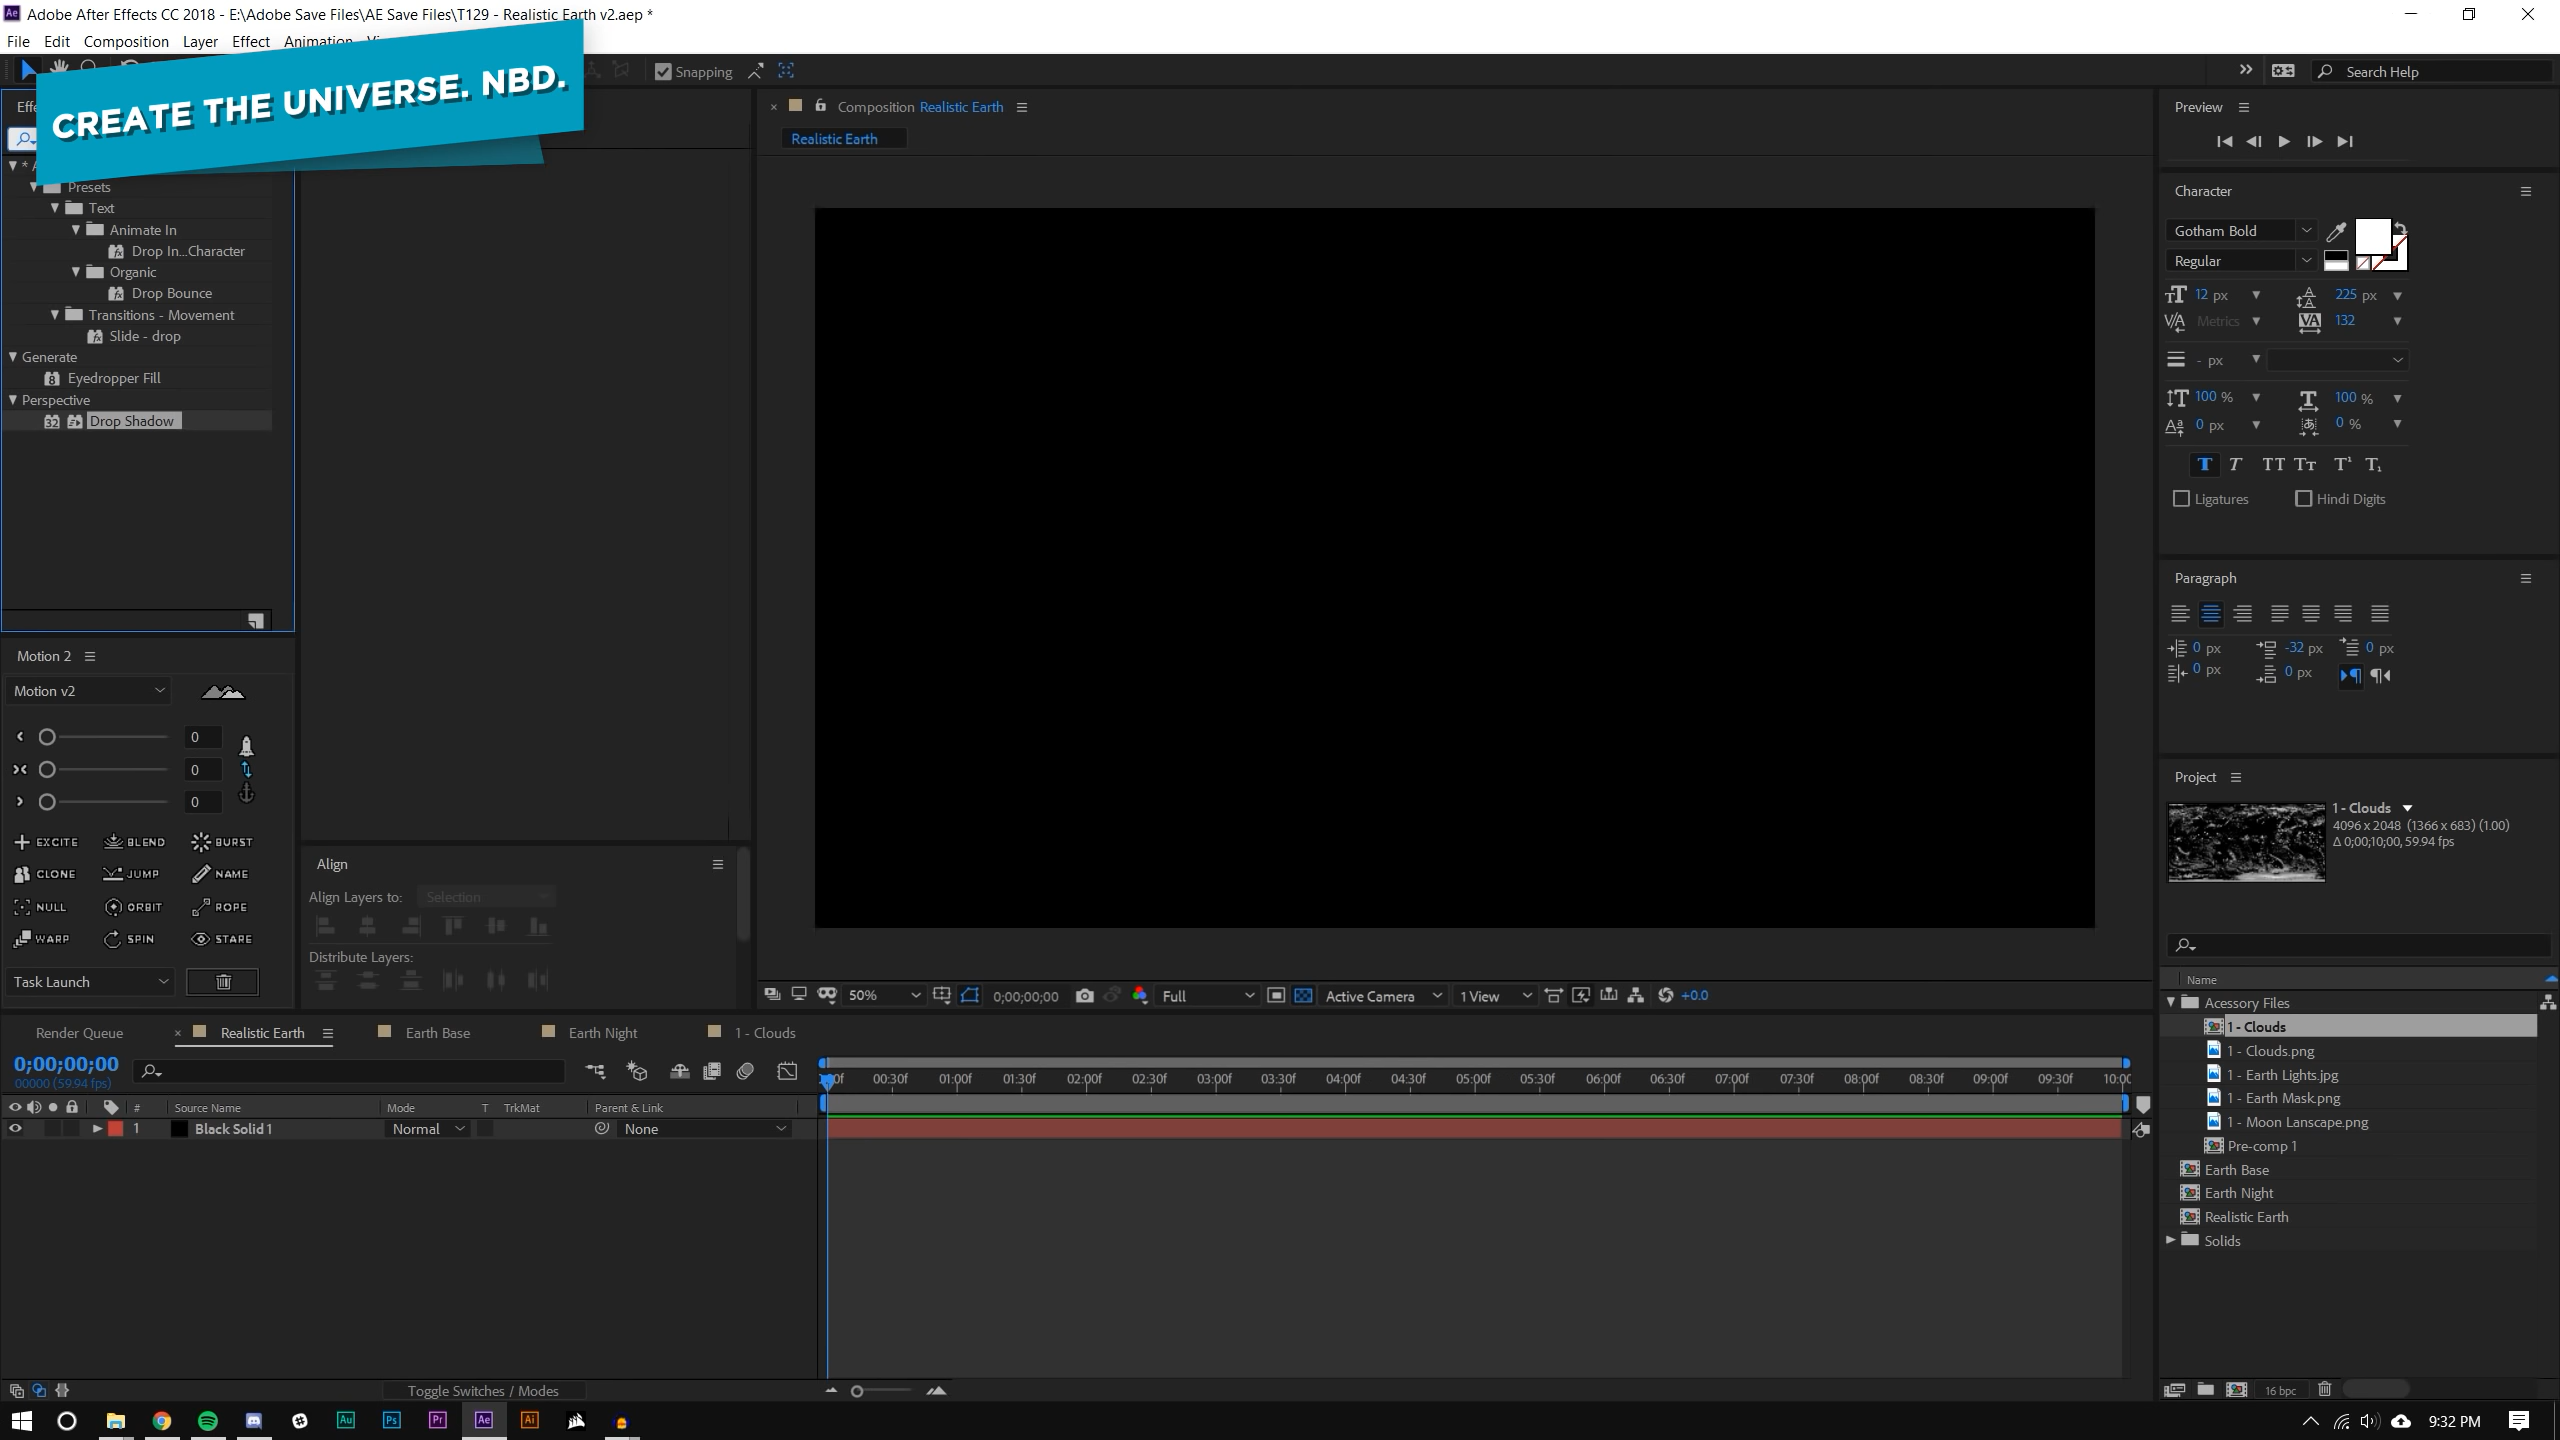 Adobe After Effects CC 2018 - E:\Adobe Save Files\AE Save Files\T129 - Realistic Earth v2.aep *
File Edit Composition Layer Effect Animation
CREATE THE UNIVERSE. NBD.
Snapping
Search Help
Presets
Text
Animate In
Drop In...Character
Organic
Drop Bounce
Transitions - Movement
Slide - drop
Generate
Eyedropper Fill
Perspective
Drop Shadow
Motion 2
Motion v2
0
0
0
EXCITE BLEND BURST
CLONE JUMP NAME
NULL ORBIT ROPE
WARP SPIN STARE
Task Launch
Align
Align Layers to: Selection
Distribute Layers:
Composition Realistic Earth
Realistic Earth
50% 0;00;00;00 Full Active Camera 1 View +0.0
Preview
Character
Gotham Bold
Regular
12 px 225 px
Metrics 132
- px
100 % 100 %
0 px 0 %
Ligatures Hindi Digits
Paragraph
0 px -32 px 0 px
0 px 0 px
Project
1 - Clouds
4096 x 2048 (1366 x 683) (1.00)
Δ 0;00;10;00, 59.94 fps
Name
Acessory Files
1 - Clouds
1 - Clouds.png
1 - Earth Lights.jpg
1 - Earth Mask.png
1 - Moon Lanscape.png
Pre-comp 1
Earth Base
Earth Night
Realistic Earth
Solids
16 bpc
Render Queue Realistic Earth Earth Base Earth Night 1 - Clouds
0;00;00;00
00000 (59.94 fps)
00:30f 01:00f 01:30f 02:00f 02:30f 03:00f 03:30f 04:00f 04:30f 05:00f 05:30f 06:00f 06:30f 07:00f 07:30f 08:00f 08:30f 09:00f 09:30f
# Source Name Mode T TrkMat Parent & Link
1 Black Solid 1 Normal None
Toggle Switches / Modes
Au Ps Pr Ae Ai
9:32 PM